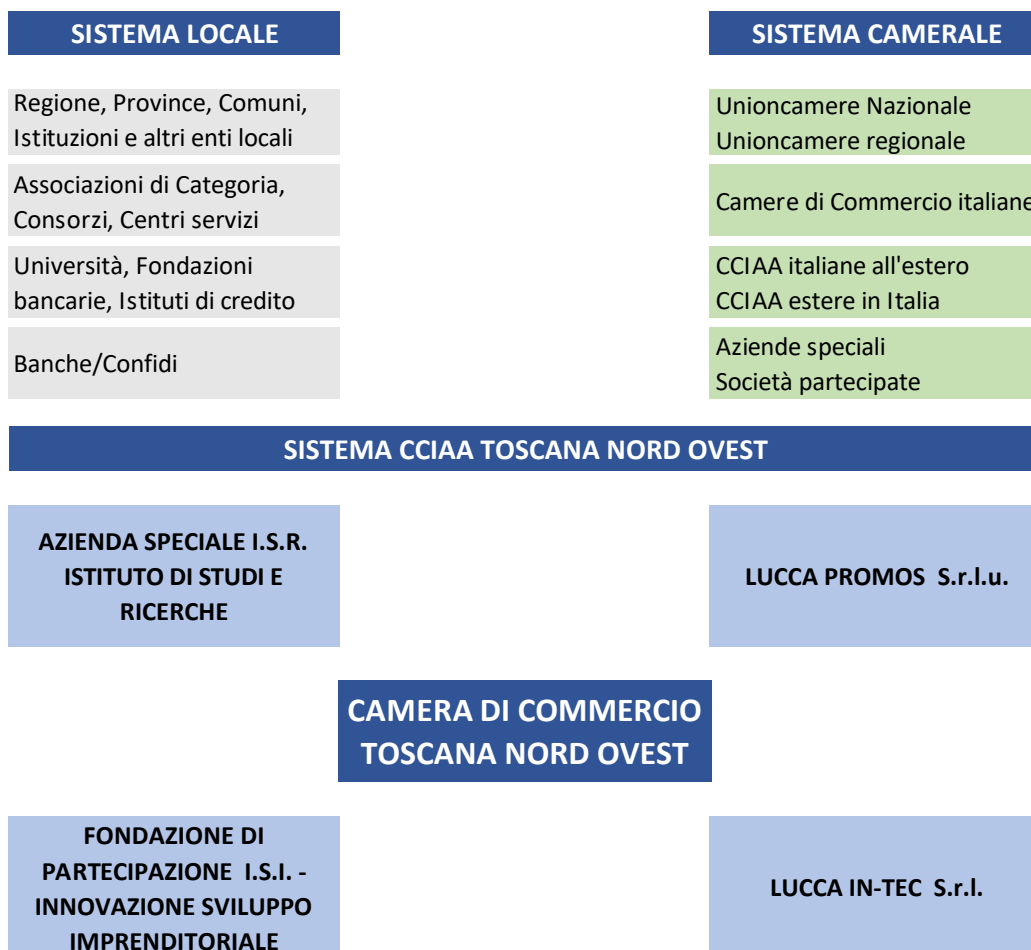 SISTEMA LOCALE
Regione, Province, Comuni,
Istituzioni e altri enti locali
Associazioni di Categoria,
Consorzi, Centri servizi
Università, Fondazioni
bancarie, Istituti di credito
Banche/Confidi
SISTEMA CAMERALE
Unioncamere Nazionale
Unioncamere regionale
Camere di Commercio italiane
CCIAA italiane all'estero
CCIAA estere in Italia
Aziende speciali
Società partecipate
SISTEMA CCIAA TOSCANA NORD OVEST
AZIENDA SPECIALE I.S.R.
ISTITUTO DI STUDI E
RICERCHE
LUCCA PROMOS S.r.l.u.
CAMERA DI COMMERCIO
TOSCANA NORD OVEST
FONDAZIONE DI
PARTECIPAZIONE I.S.I. -
INNOVAZIONE SVILUPPO
IMPRENDITORIALE
LUCCA IN-TEC S.r.l.